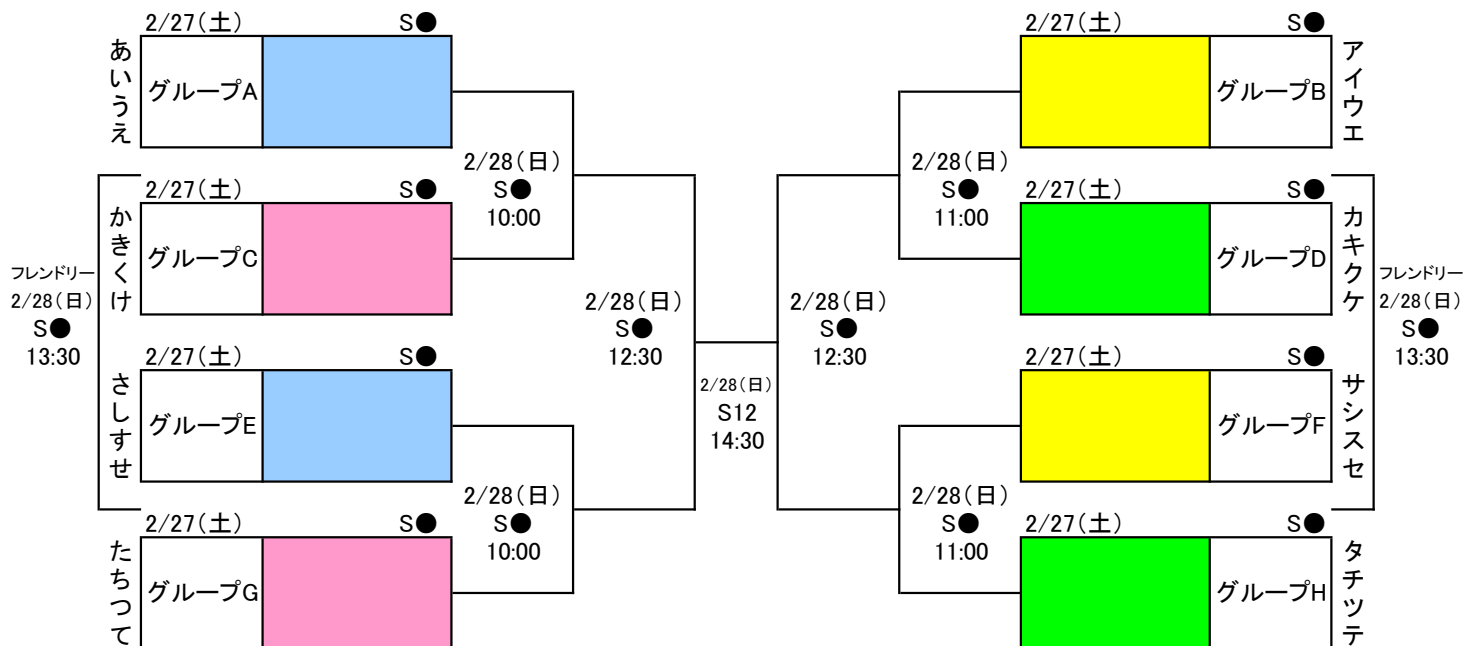 2/27(土) S●
あいうえ
グループA
2/28(日)
S●
10:00
2/27(土) S●
かきくけ
グループC
フレンドリー
2/28(日)
S●
13:30
2/28(日)
S●
12:30
2/27(土) S●
さしすせ
グループE
2/28(日)
S●
10:00
2/27(土) S●
たちつて
グループG
2/28(日)
S12
14:30
2/27(土) S●
アイウエ
グループB
2/28(日)
S●
11:00
2/27(土) S●
カキクケ
グループD
フレンドリー
2/28(日)
S●
13:30
2/28(日)
S●
12:30
2/27(土) S●
サシスセ
グループF
2/28(日)
S●
11:00
2/27(土) S●
タチツテ
グループH